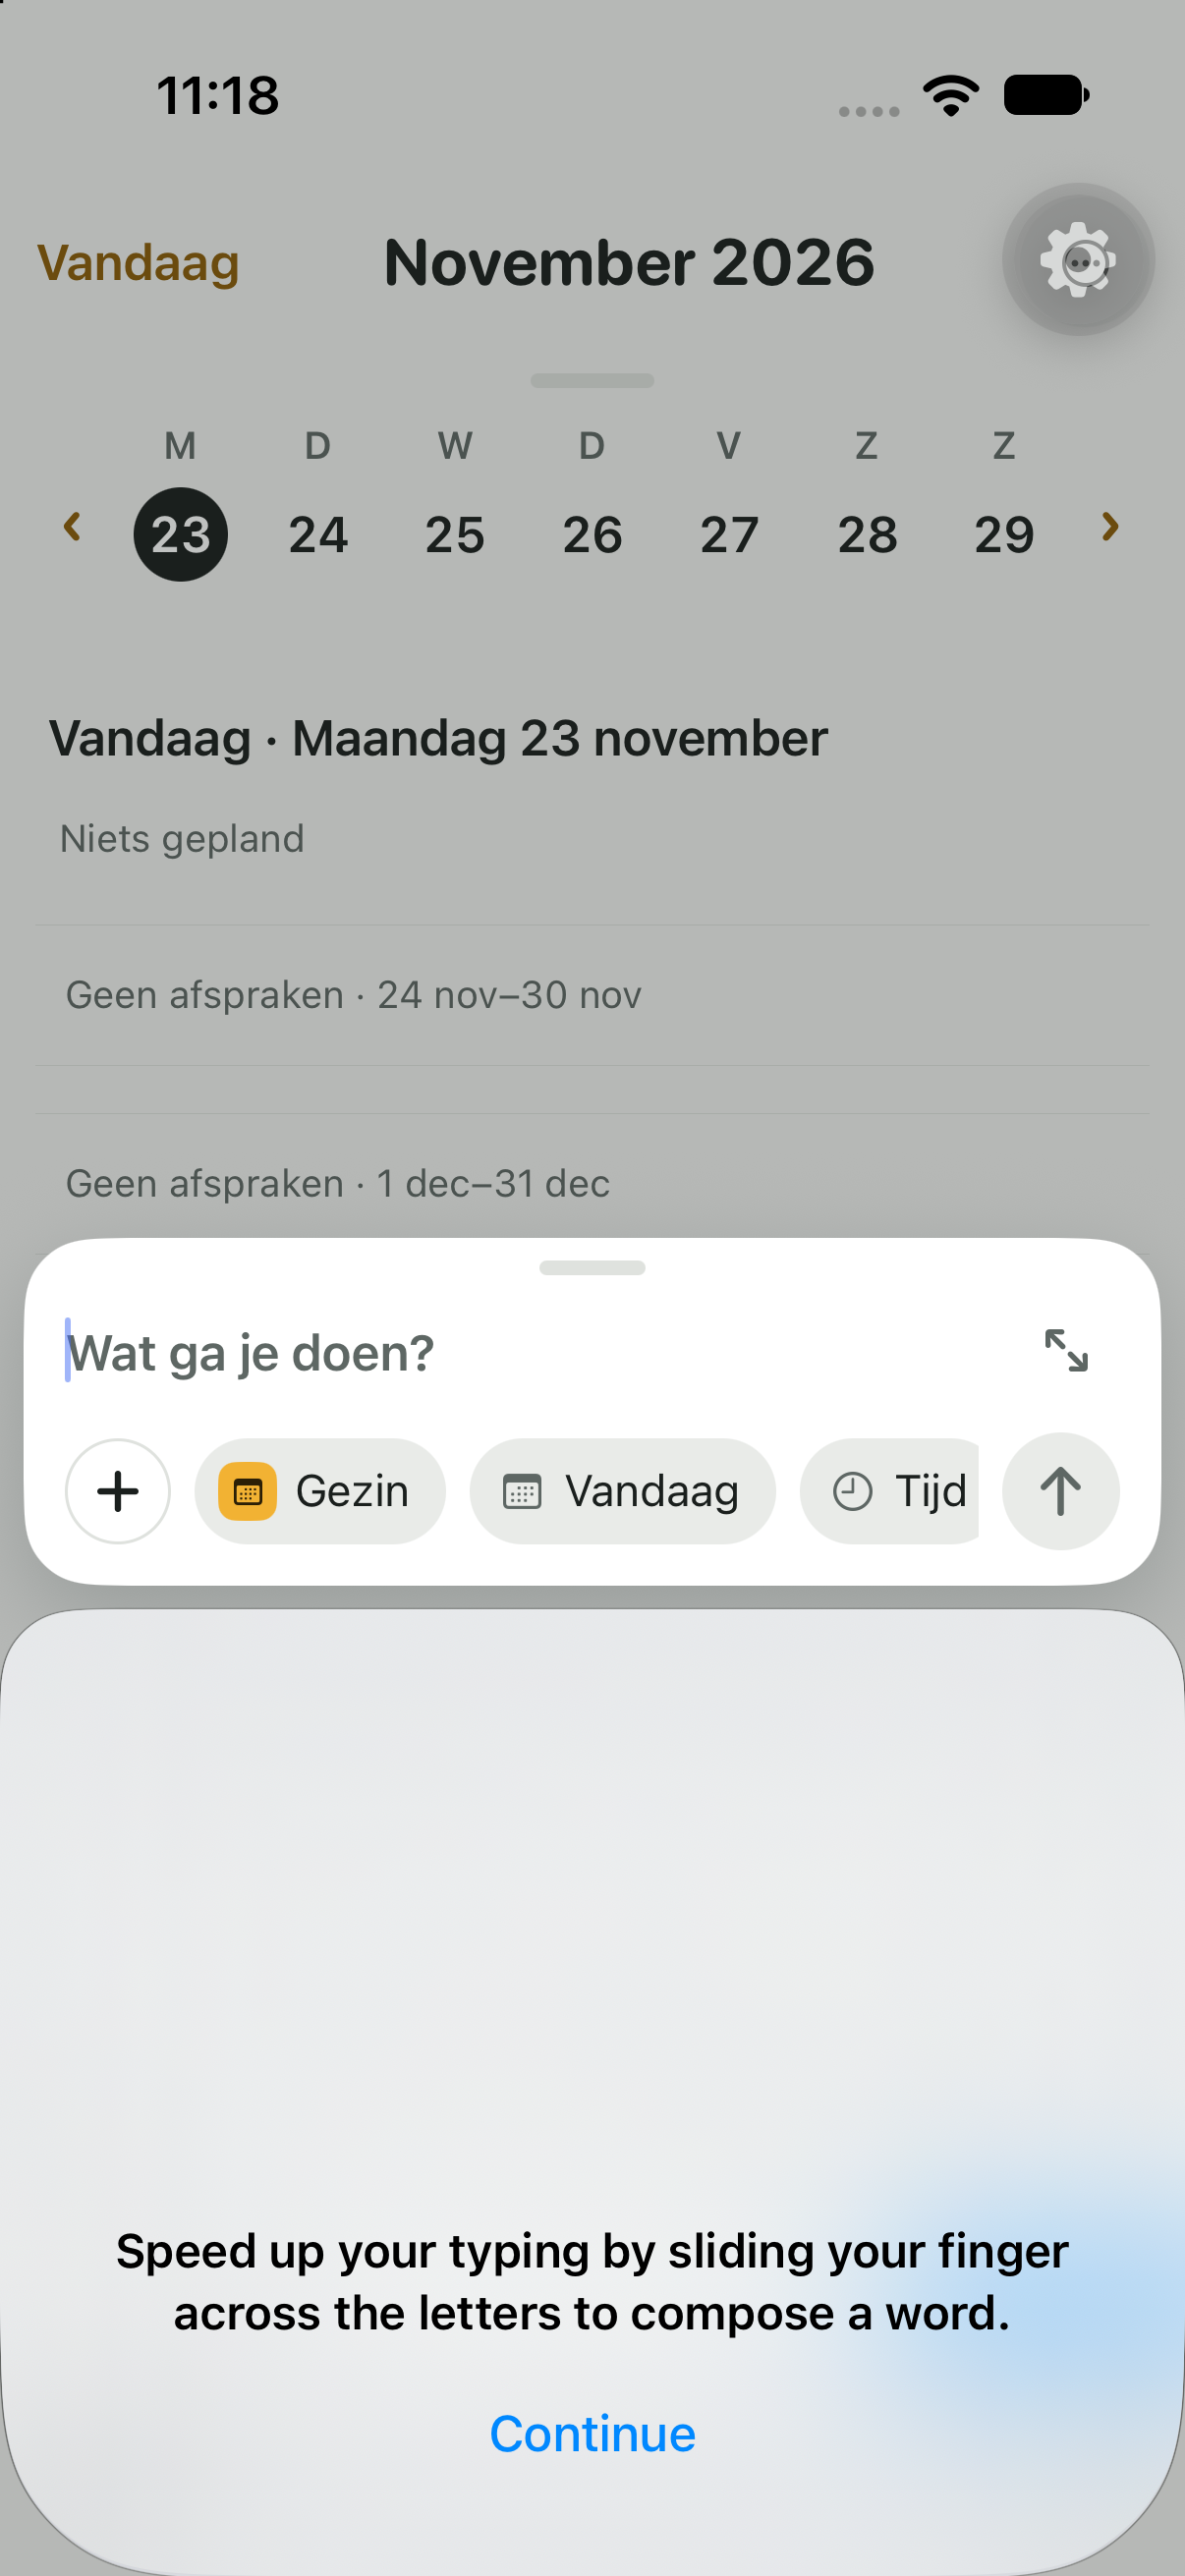 11:18
Vandaag
November 2026
M D W D V Z Z
23 24 25 26 27 28 29
Vandaag · Maandag 23 november
Niets gepland
Geen afspraken · 24 nov–30 nov
Geen afspraken · 1 dec–31 dec
Wat ga je doen?
Gezin Vandaag Tijd
Speed up your typing by sliding your finger
across the letters to compose a word.
Continue